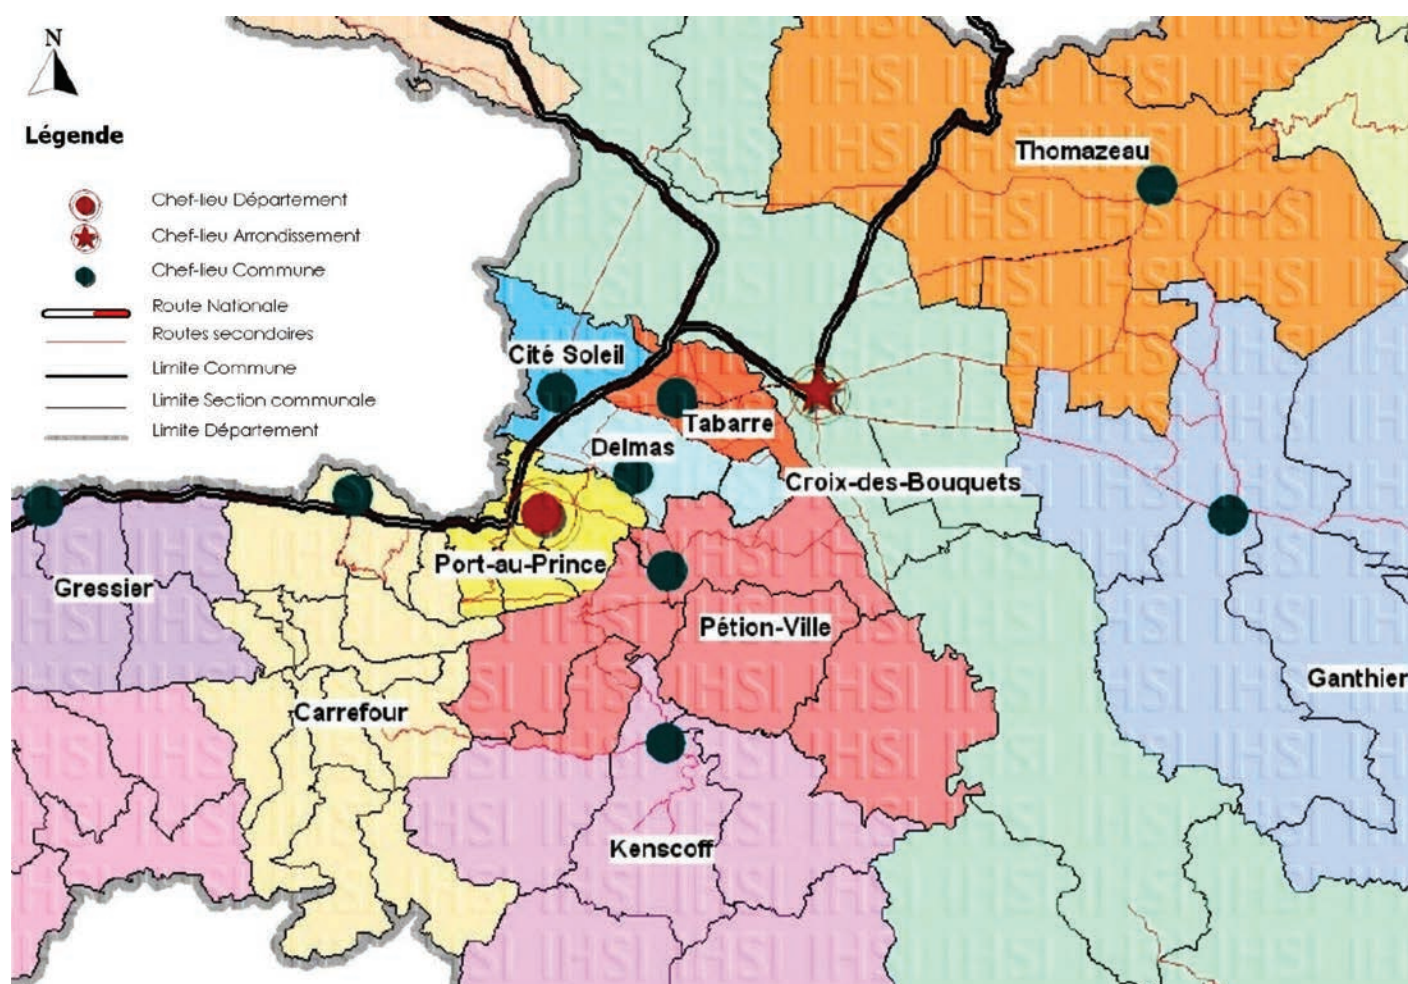 N
Légende
Chef-lieu Département
Chef-lieu Arrondissement
Chef-lieu Commune
Route Nationale
Routes secondaires
Limite Commune
Limite Section communale
Limite Département
Thomazeau
Cité Soleil
Tabarre
Delmas
Croix-des-Bouquets
Port-au-Prince
Gressier
Pétion-Ville
Ganthier
Carrefour
Kenscoff
IHSI